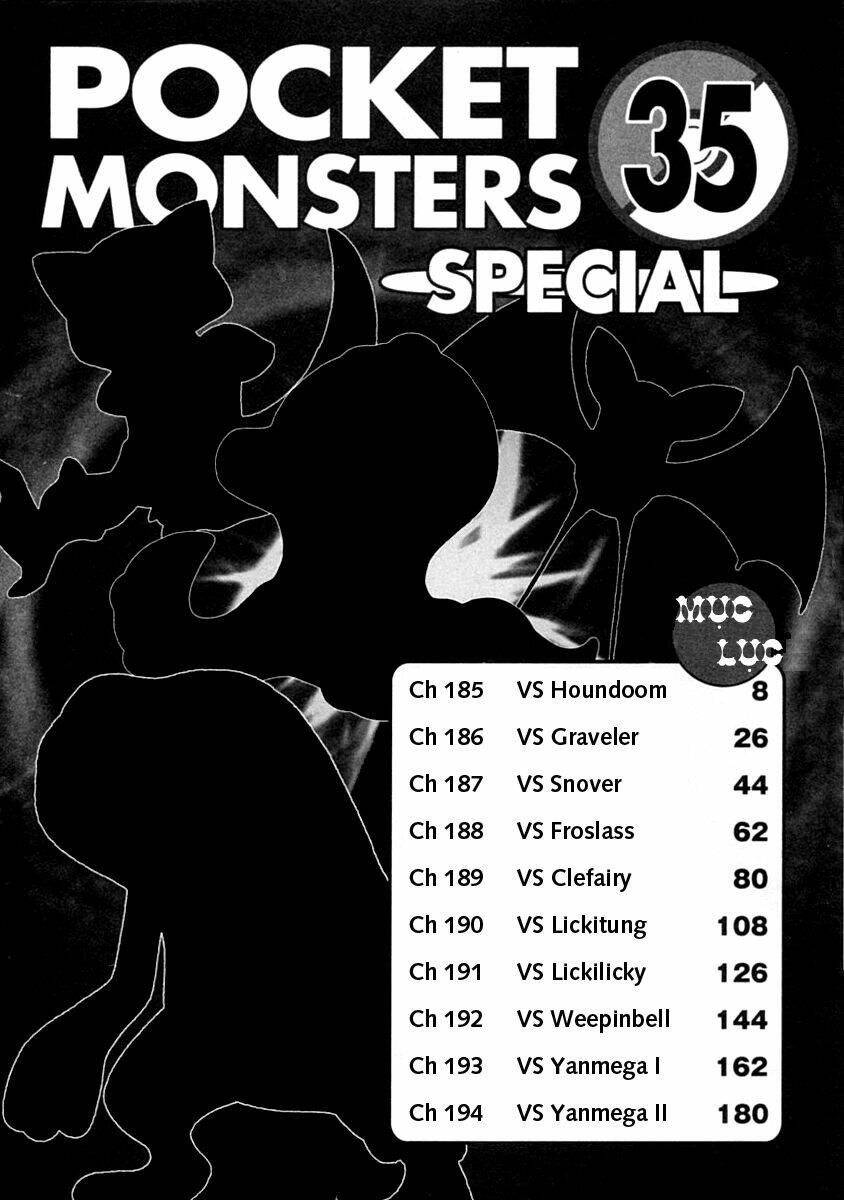 POCKET
MONSTERS
35
SPECIAL
MỤC
LỤC
Ch 185 VS Houndoom 8
Ch 186 VS Graveler 26
Ch 187 VS Snover 44
Ch 188 VS Froslass 62
Ch 189 VS Clefairy 80
Ch 190 VS Lickitung 108
Ch 191 VS Lickilicky 126
Ch 192 VS Weepinbell 144
Ch 193 VS Yanmega I 162
Ch 194 VS Yanmega II 180